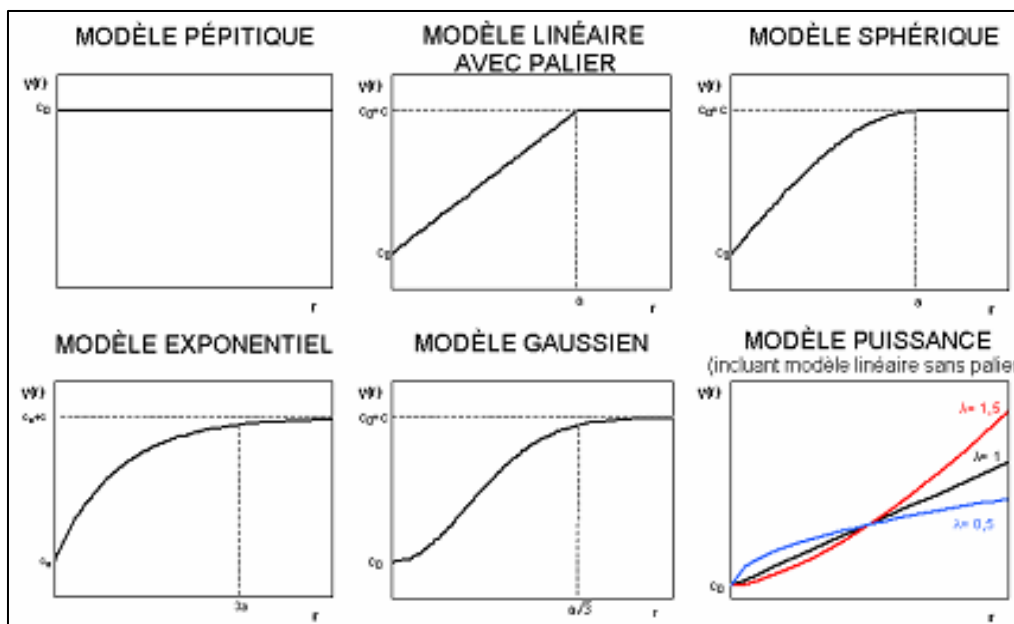 MODÈLE PÉPITIQUE
γ(r)
c₀
r
MODÈLE LINÉAIRE
AVEC PALIER
γ(r)
c₀+c
c₀
a
r
MODÈLE SPHÉRIQUE
γ(r)
c₀+c
c₀
a
r
MODÈLE EXPONENTIEL
γ(r)
c₀+c
c₀
3a
r
MODÈLE GAUSSIEN
γ(r)
c₀+c
c₀
a√3
r
MODÈLE PUISSANCE
(incluant modèle linéaire sans palier
γ(r)
λ= 1,5
λ= 1
λ= 0,5
c₀
r